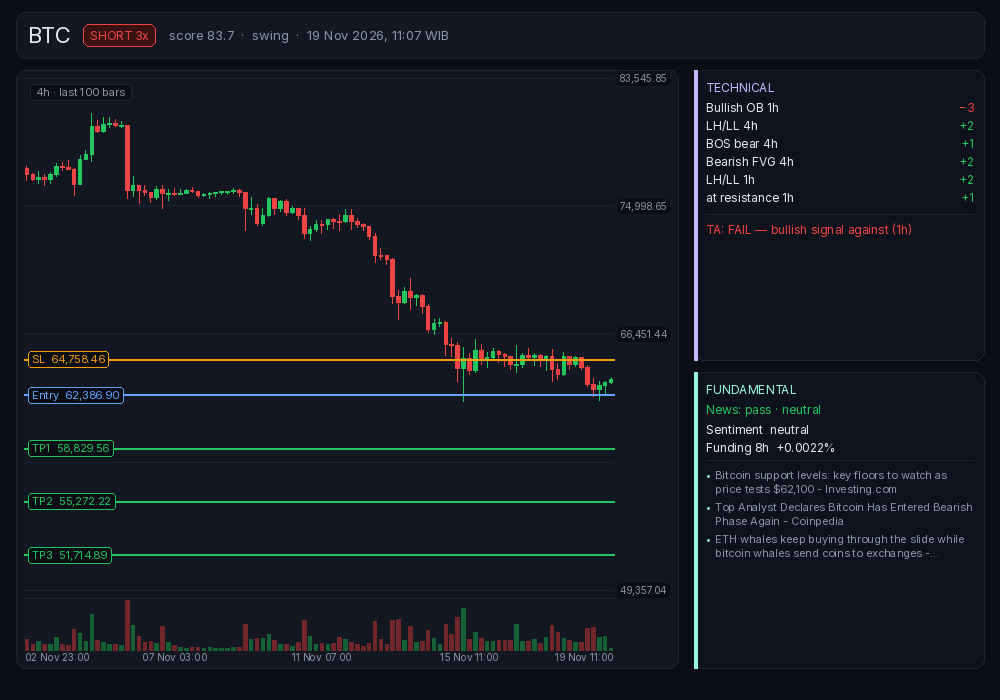 BTC SHORT 3x score 83.7 · swing · 19 Nov 2026, 11:07 WIB
4h · last 100 bars
83,545.85
74,998.65
66,451.44
SL 64,758.46
Entry 62,386.90
TP1 58,829.56
TP2 55,272.22
TP3 51,714.89
49,357.04
02 Nov 23:00 07 Nov 03:00 11 Nov 07:00 15 Nov 11:00 19 Nov 11:00
TECHNICAL
Bullish OB 1h −3
LH/LL 4h +2
BOS bear 4h +1
Bearish FVG 4h +2
LH/LL 1h +2
at resistance 1h +1
TA: FAIL — bullish signal against (1h)
FUNDAMENTAL
News: pass · neutral
Sentiment neutral
Funding 8h +0.0022%
• Bitcoin support levels: key floors to watch as
price tests $62,100 - Investing.com
• Top Analyst Declares Bitcoin Has Entered Bearish
Phase Again - Coinpedia
• ETH whales keep buying through the slide while
bitcoin whales send coins to exchanges -...